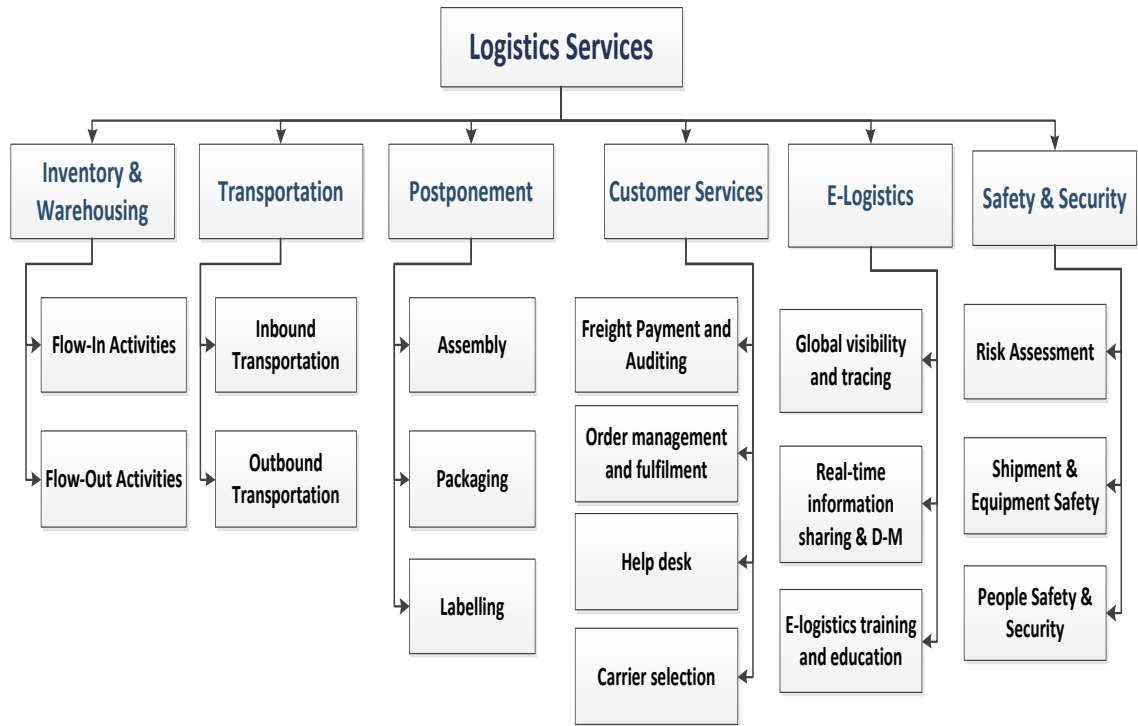 Logistics Services
Inventory &
Warehousing
Transportation
Postponement
Customer Services
E-Logistics
Safety & Security
Flow-In Activities
Flow-Out Activities
Inbound
Transportation
Outbound
Transportation
Assembly
Packaging
Labelling
Freight Payment and
Auditing
Order management
and fulfilment
Help desk
Carrier selection
Global visibility
and tracing
Real-time
information
sharing & D-M
E-logistics training
and education
Risk Assessment
Shipment &
Equipment Safety
People Safety &
Security